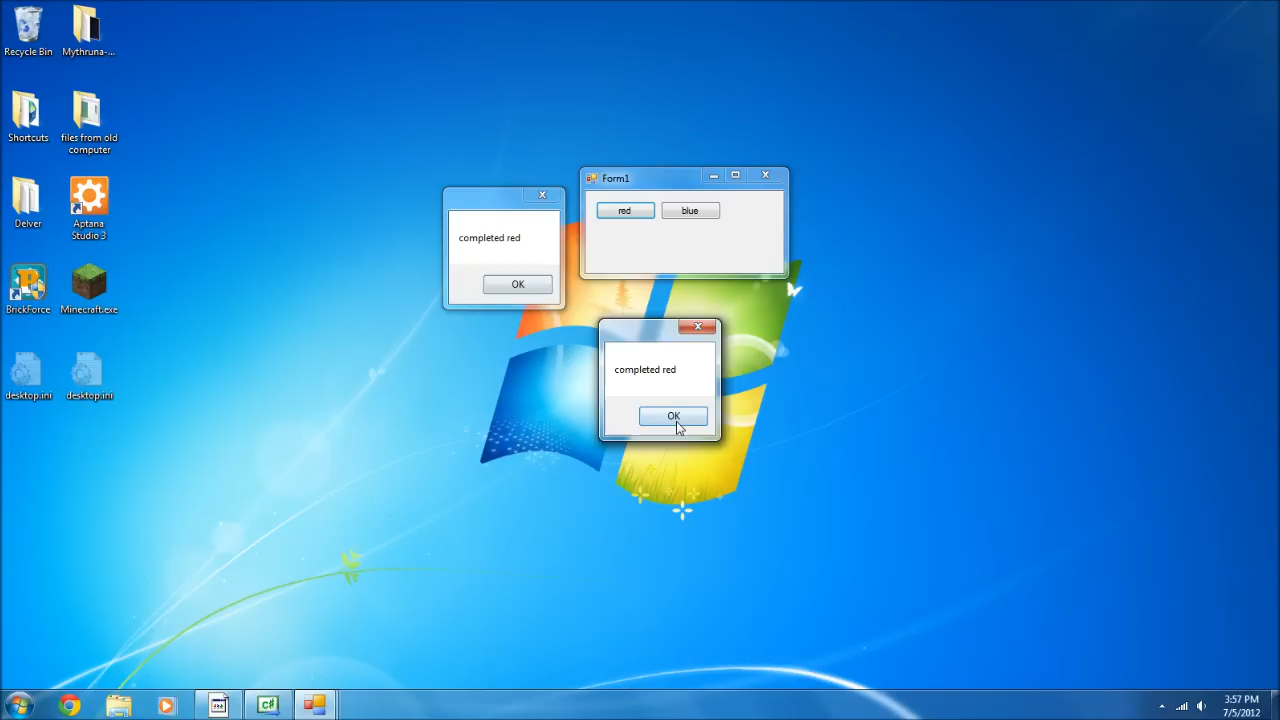 Recycle Bin
Mythruna-...
Shortcuts
files from old
computer
Delver
Aptana
Studio 3
BrickForce
Minecraft.exe
desktop.ini
desktop.ini
completed red
OK
Form1
red
blue
completed red
OK
C#
3:57 PM
7/5/2012